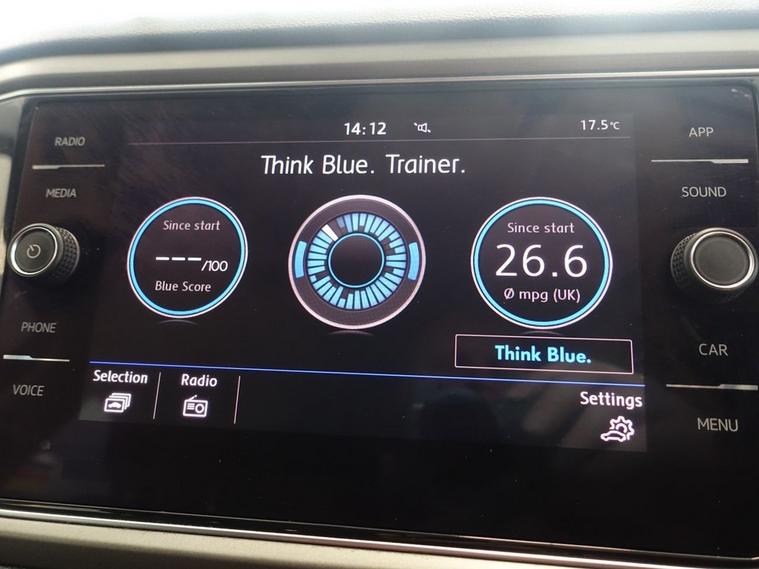 RADIO
MEDIA
PHONE
VOICE
14:12
17.5°C
Think Blue. Trainer.
Since start
---/100
Blue Score
Since start
26.6
Ø mpg (UK)
Think Blue.
Selection
Radio
Settings
APP
SOUND
CAR
MENU